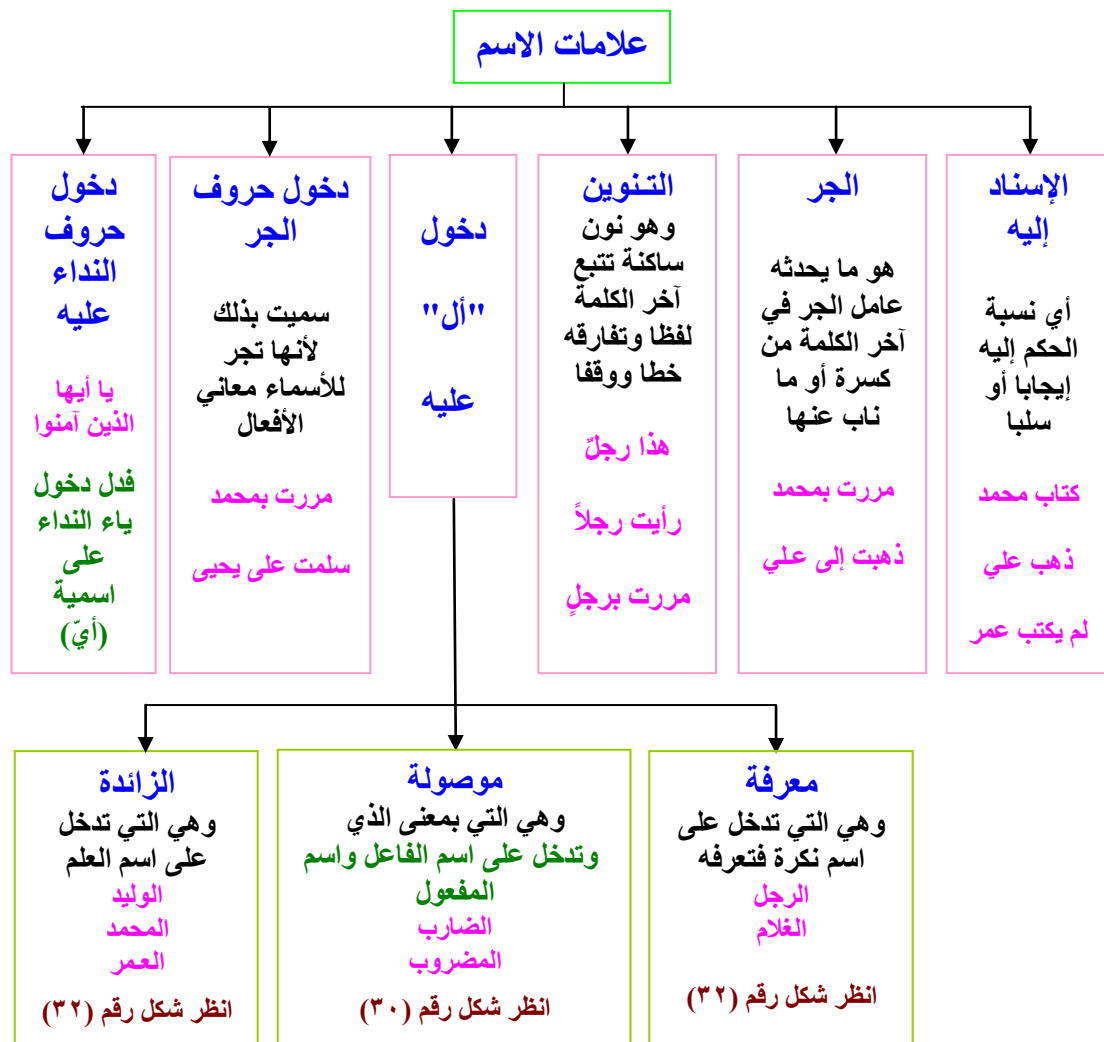 علامات الاسم
الإسناد
إليه
أي نسبة
الحكم إليه
إيجابا أو
سلبا
كتاب محمد
ذهب علي
لم يكتب عمر
الجر
هو ما يحدثه
عامل الجر في
آخر الكلمة من
كسرة أو ما
ناب عنها
مررت بمحمد
ذهبت إلى علي
التنوين
وهو نون
ساكنة تتبع
آخر الكلمة
لفظا وتفارقه
خطا ووقفا
هذا رجلٌ
رأيت رجلاً
مررت برجلٍ
دخول
"أل"
عليه
دخول حروف
الجر
سميت بذلك
لأنها تجر
للأسماء معاني
الأفعال
مررت بمحمد
سلمت على يحيى
دخول
حروف
النداء
عليه
يا أيها
الذين آمنوا
فدل دخول
ياء النداء
على
اسمية
(أيّ)
معرفة
وهي التي تدخل على
اسم نكرة فتعرفه
الرجل
الغلام
انظر شكل رقم (٣٢)
موصولة
وهي التي بمعنى الذي
وتدخل على اسم الفاعل واسم
المفعول
الضارب
المضروب
انظر شكل رقم (٣٠)
الزائدة
وهي التي تدخل
على اسم العلم
الوليد
المحمد
العمر
انظر شكل رقم (٣٢)